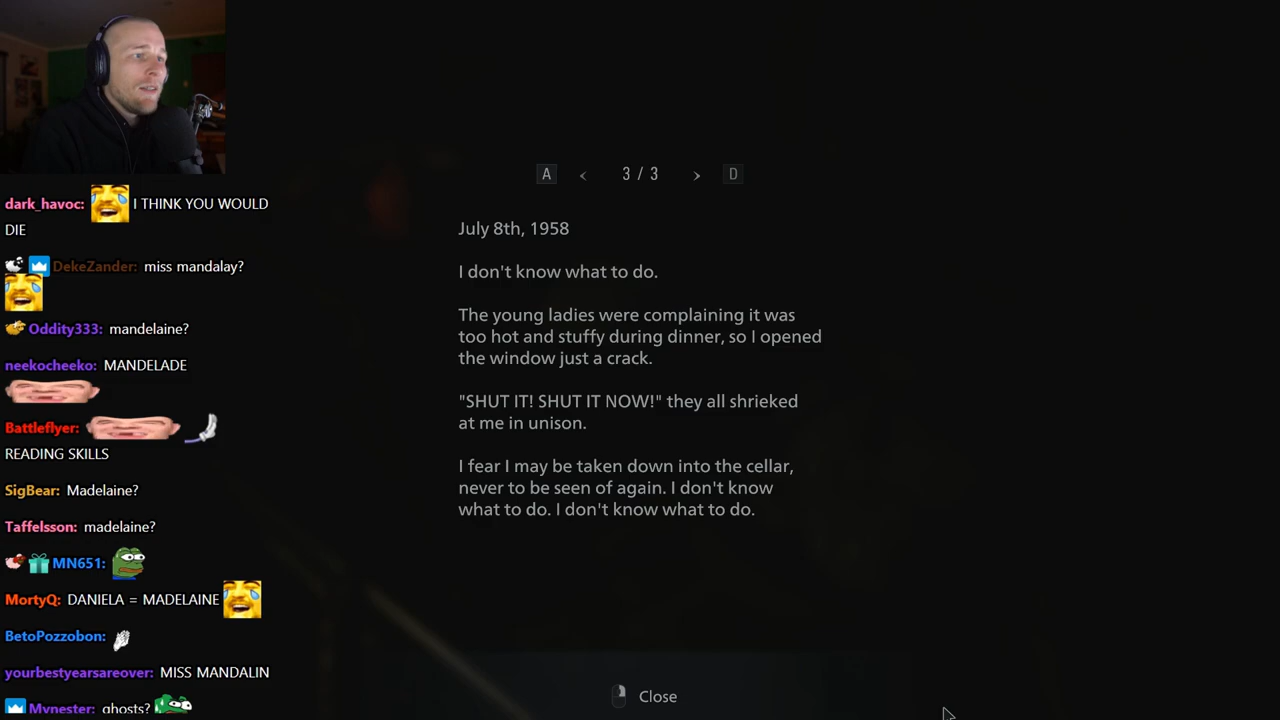 dark_havoc: I THINK YOU WOULD
DIE
DekeZander: miss mandalay?
Oddity333: mandelaine?
neekocheeko: MANDELADE
Battleflyer:
READING SKILLS
SigBear: Madelaine?
Taffelsson: madelaine?
MN651:
MortyQ: DANIELA = MADELAINE
BetoPozzobon:
yourbestyearsareover: MISS MANDALIN
Mynester: ghosts?
A < 3 / 3 > D
July 8th, 1958
I don't know what to do.
The young ladies were complaining it was
too hot and stuffy during dinner, so I opened
the window just a crack.
"SHUT IT! SHUT IT NOW!" they all shrieked
at me in unison.
I fear I may be taken down into the cellar,
never to be seen of again. I don't know
what to do. I don't know what to do.
Close